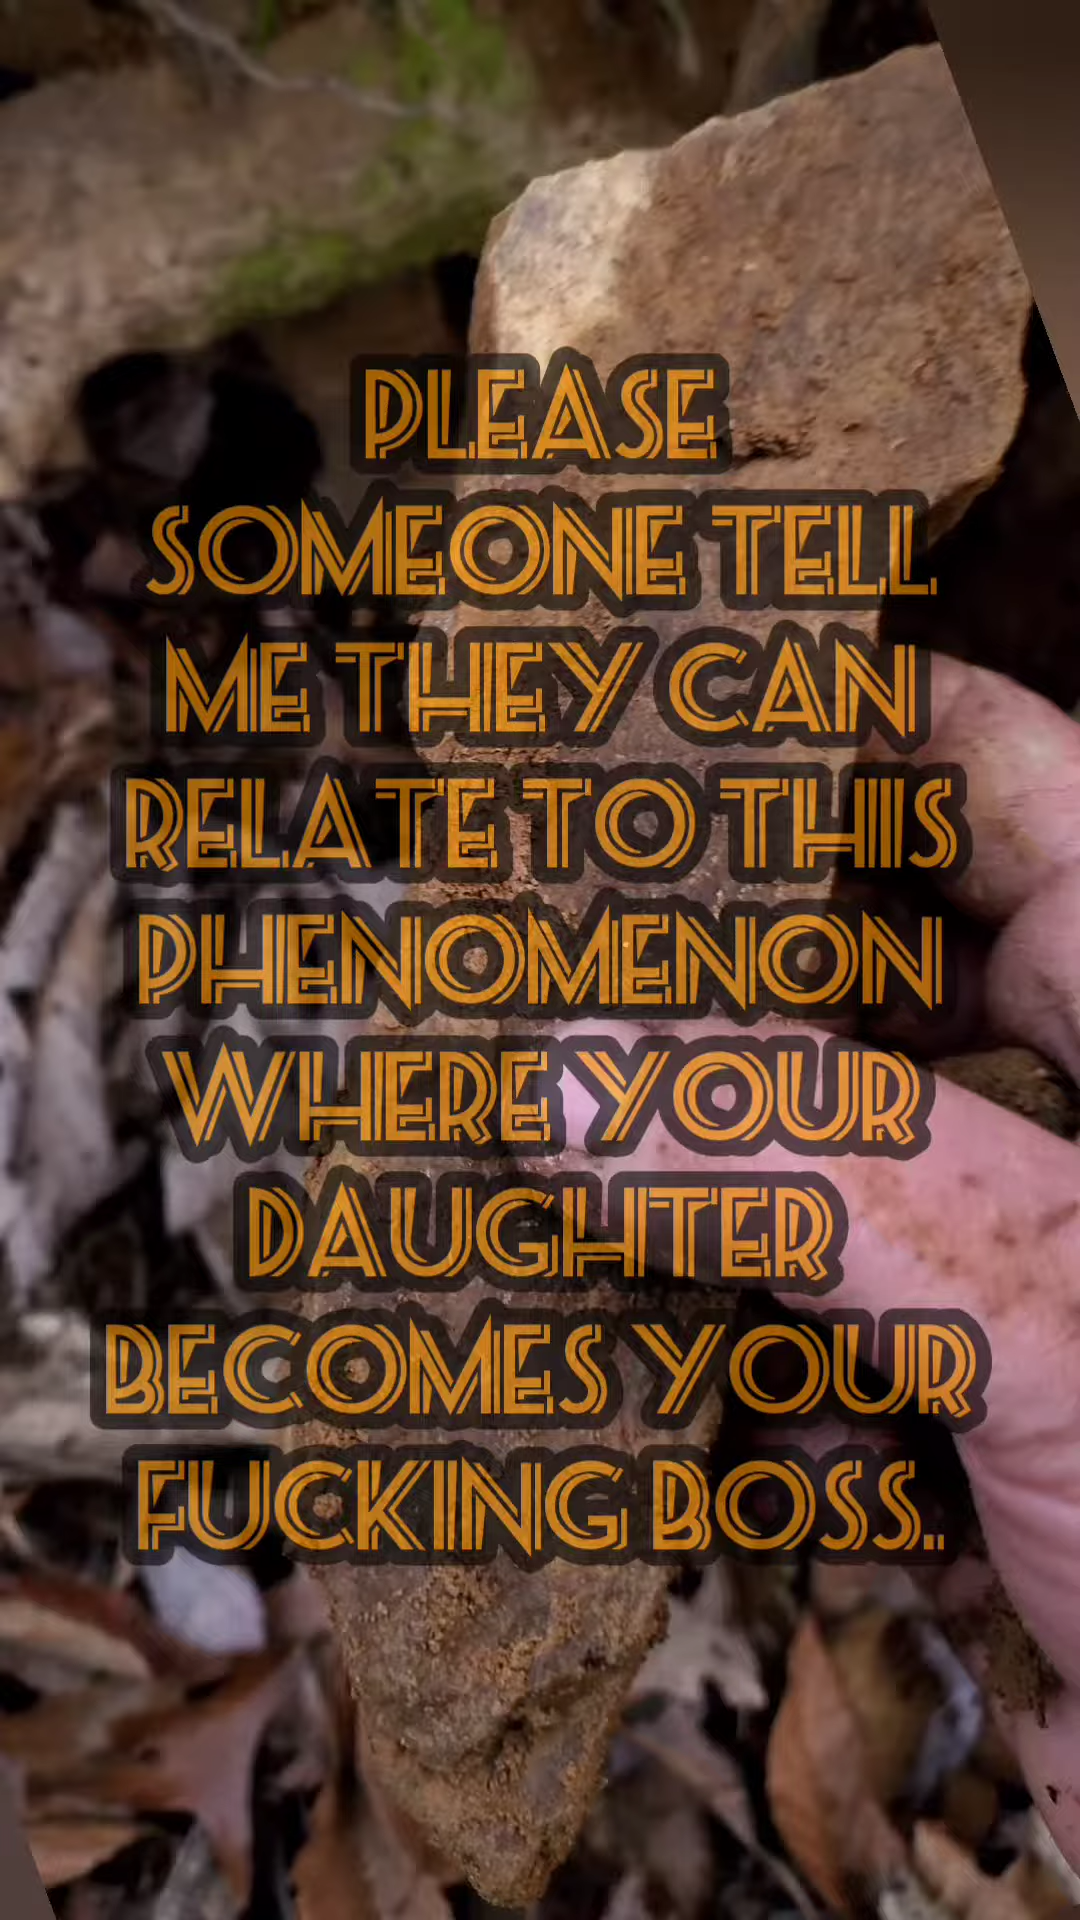 PLEASE
SOMEONE TELL
ME THEY CAN
RELATE TO THIS
PHENOMENON
WHERE YOUR
DAUGHTER
BECOMES YOUR
FUCKING BOSS..